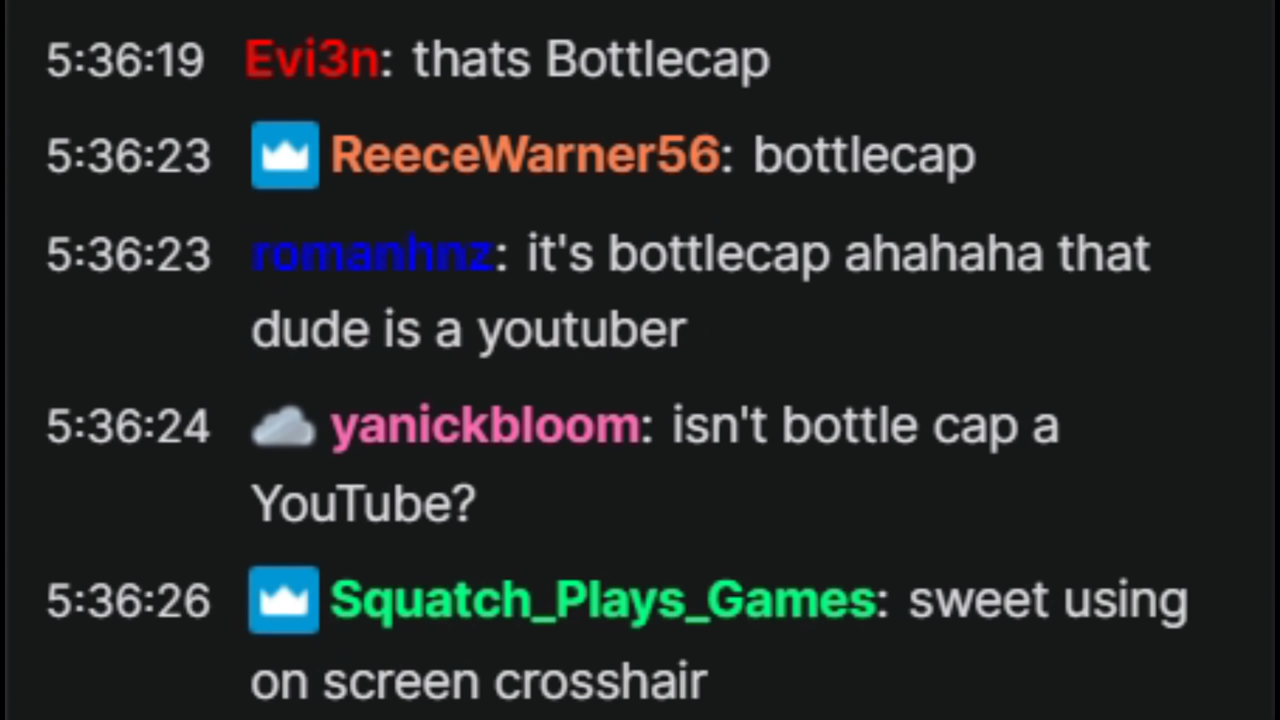 5:36:19 Evi3n: thats Bottlecap
5:36:23 ReeceWarner56: bottlecap
5:36:23 romanhnz: it's bottlecap ahahaha that
dude is a youtuber
5:36:24 yanickbloom: isn't bottle cap a
YouTube?
5:36:26 Squatch_Plays_Games: sweet using
on screen crosshair